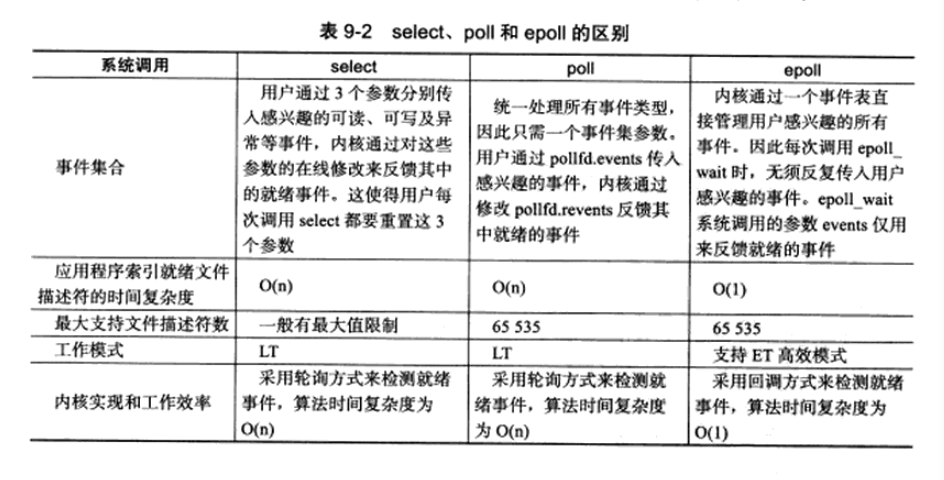 表 9-2 select、poll 和 epoll 的区别
系统调用
select
poll
epoll
事件集合
用户通过 3 个参数分别传
入感兴趣的可读、可写及异
常等事件，内核通过对这些
参数的在线修改来反馈其中
的就绪事件。这使得用户每
次调用 select 都要重置这 3
个参数
统一处理所有事件类型，
因此只需一个事件集参数。
用户通过 pollfd.events 传入
感兴趣的事件，内核通过
修改 pollfd.revents 反馈其
中就绪的事件
内核通过一个事件表直
接管理用户感兴趣的所有
事件。因此每次调用 epoll_
wait 时，无须反复传入用户
感兴趣的事件。epoll_wait
系统调用的参数 events 仅用
来反馈就绪的事件
应用程序索引就绪文件
描述符的时间复杂度
O(n)
O(n)
O(1)
最大支持文件描述符数
一般有最大值限制
65 535
65 535
工作模式
LT
LT
支持 ET 高效模式
内核实现和工作效率
采用轮询方式来检测就绪
事件，算法时间复杂度为
O(n)
采用轮询方式来检测就
绪事件，算法时间复杂度
为 O(n)
采用回调方式来检测就绪
事件，算法时间复杂度为
O(1)